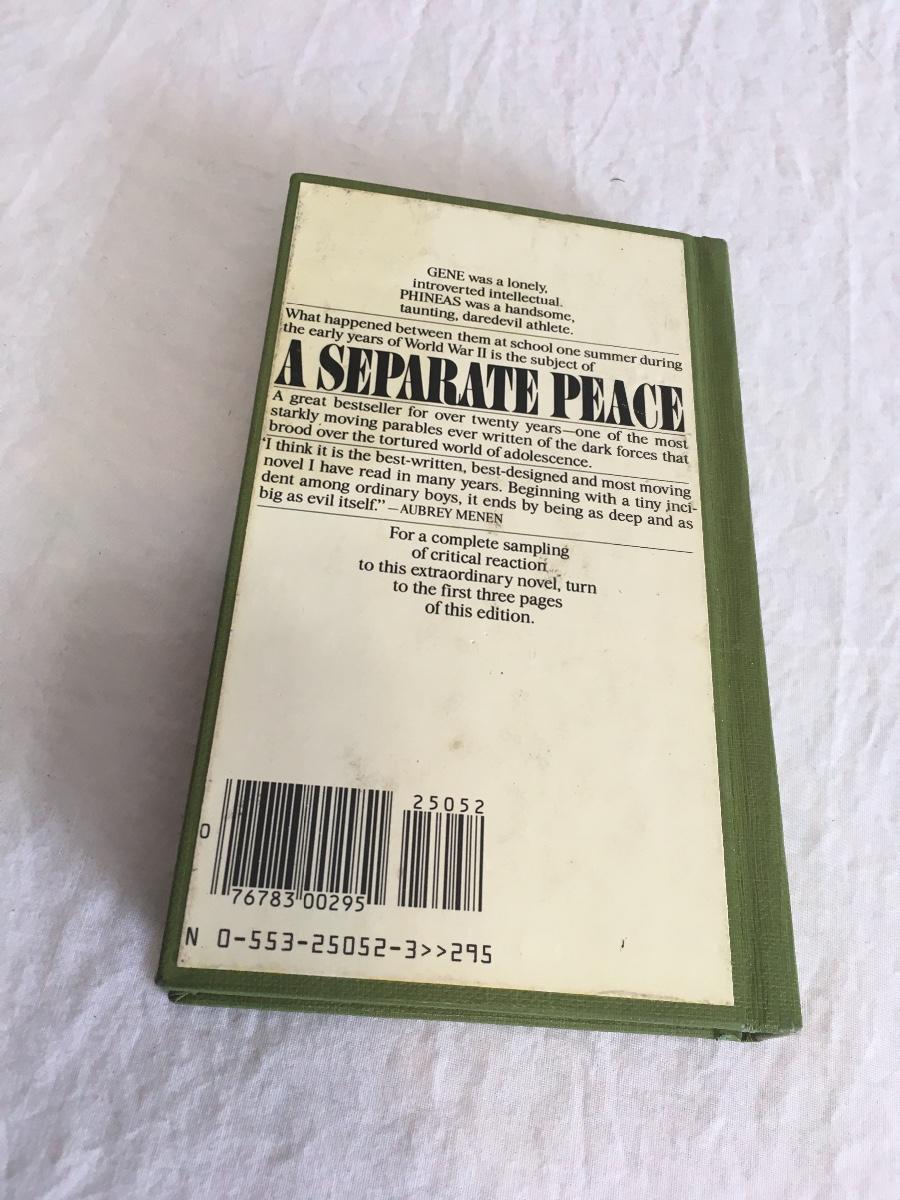 GENE was a lonely,
introverted intellectual.
PHINEAS was a handsome,
taunting, daredevil athlete.
What happened between them at school one summer during
the early years of World War II is the subject of
A SEPARATE PEACE
A great bestseller for over twenty years—one of the most
starkly moving parables ever written of the dark forces that
brood over the tortured world of adolescence.
"I think it is the best-written, best-designed and most moving
novel I have read in many years. Beginning with a tiny inci-
dent among ordinary boys, it ends by being as deep and as
big as evil itself." —AUBREY MENEN
For a complete sampling
of critical reaction
to this extraordinary novel, turn
to the first three pages
of this edition.
25052
0
76783 00295
N 0-553-25052-3>>295